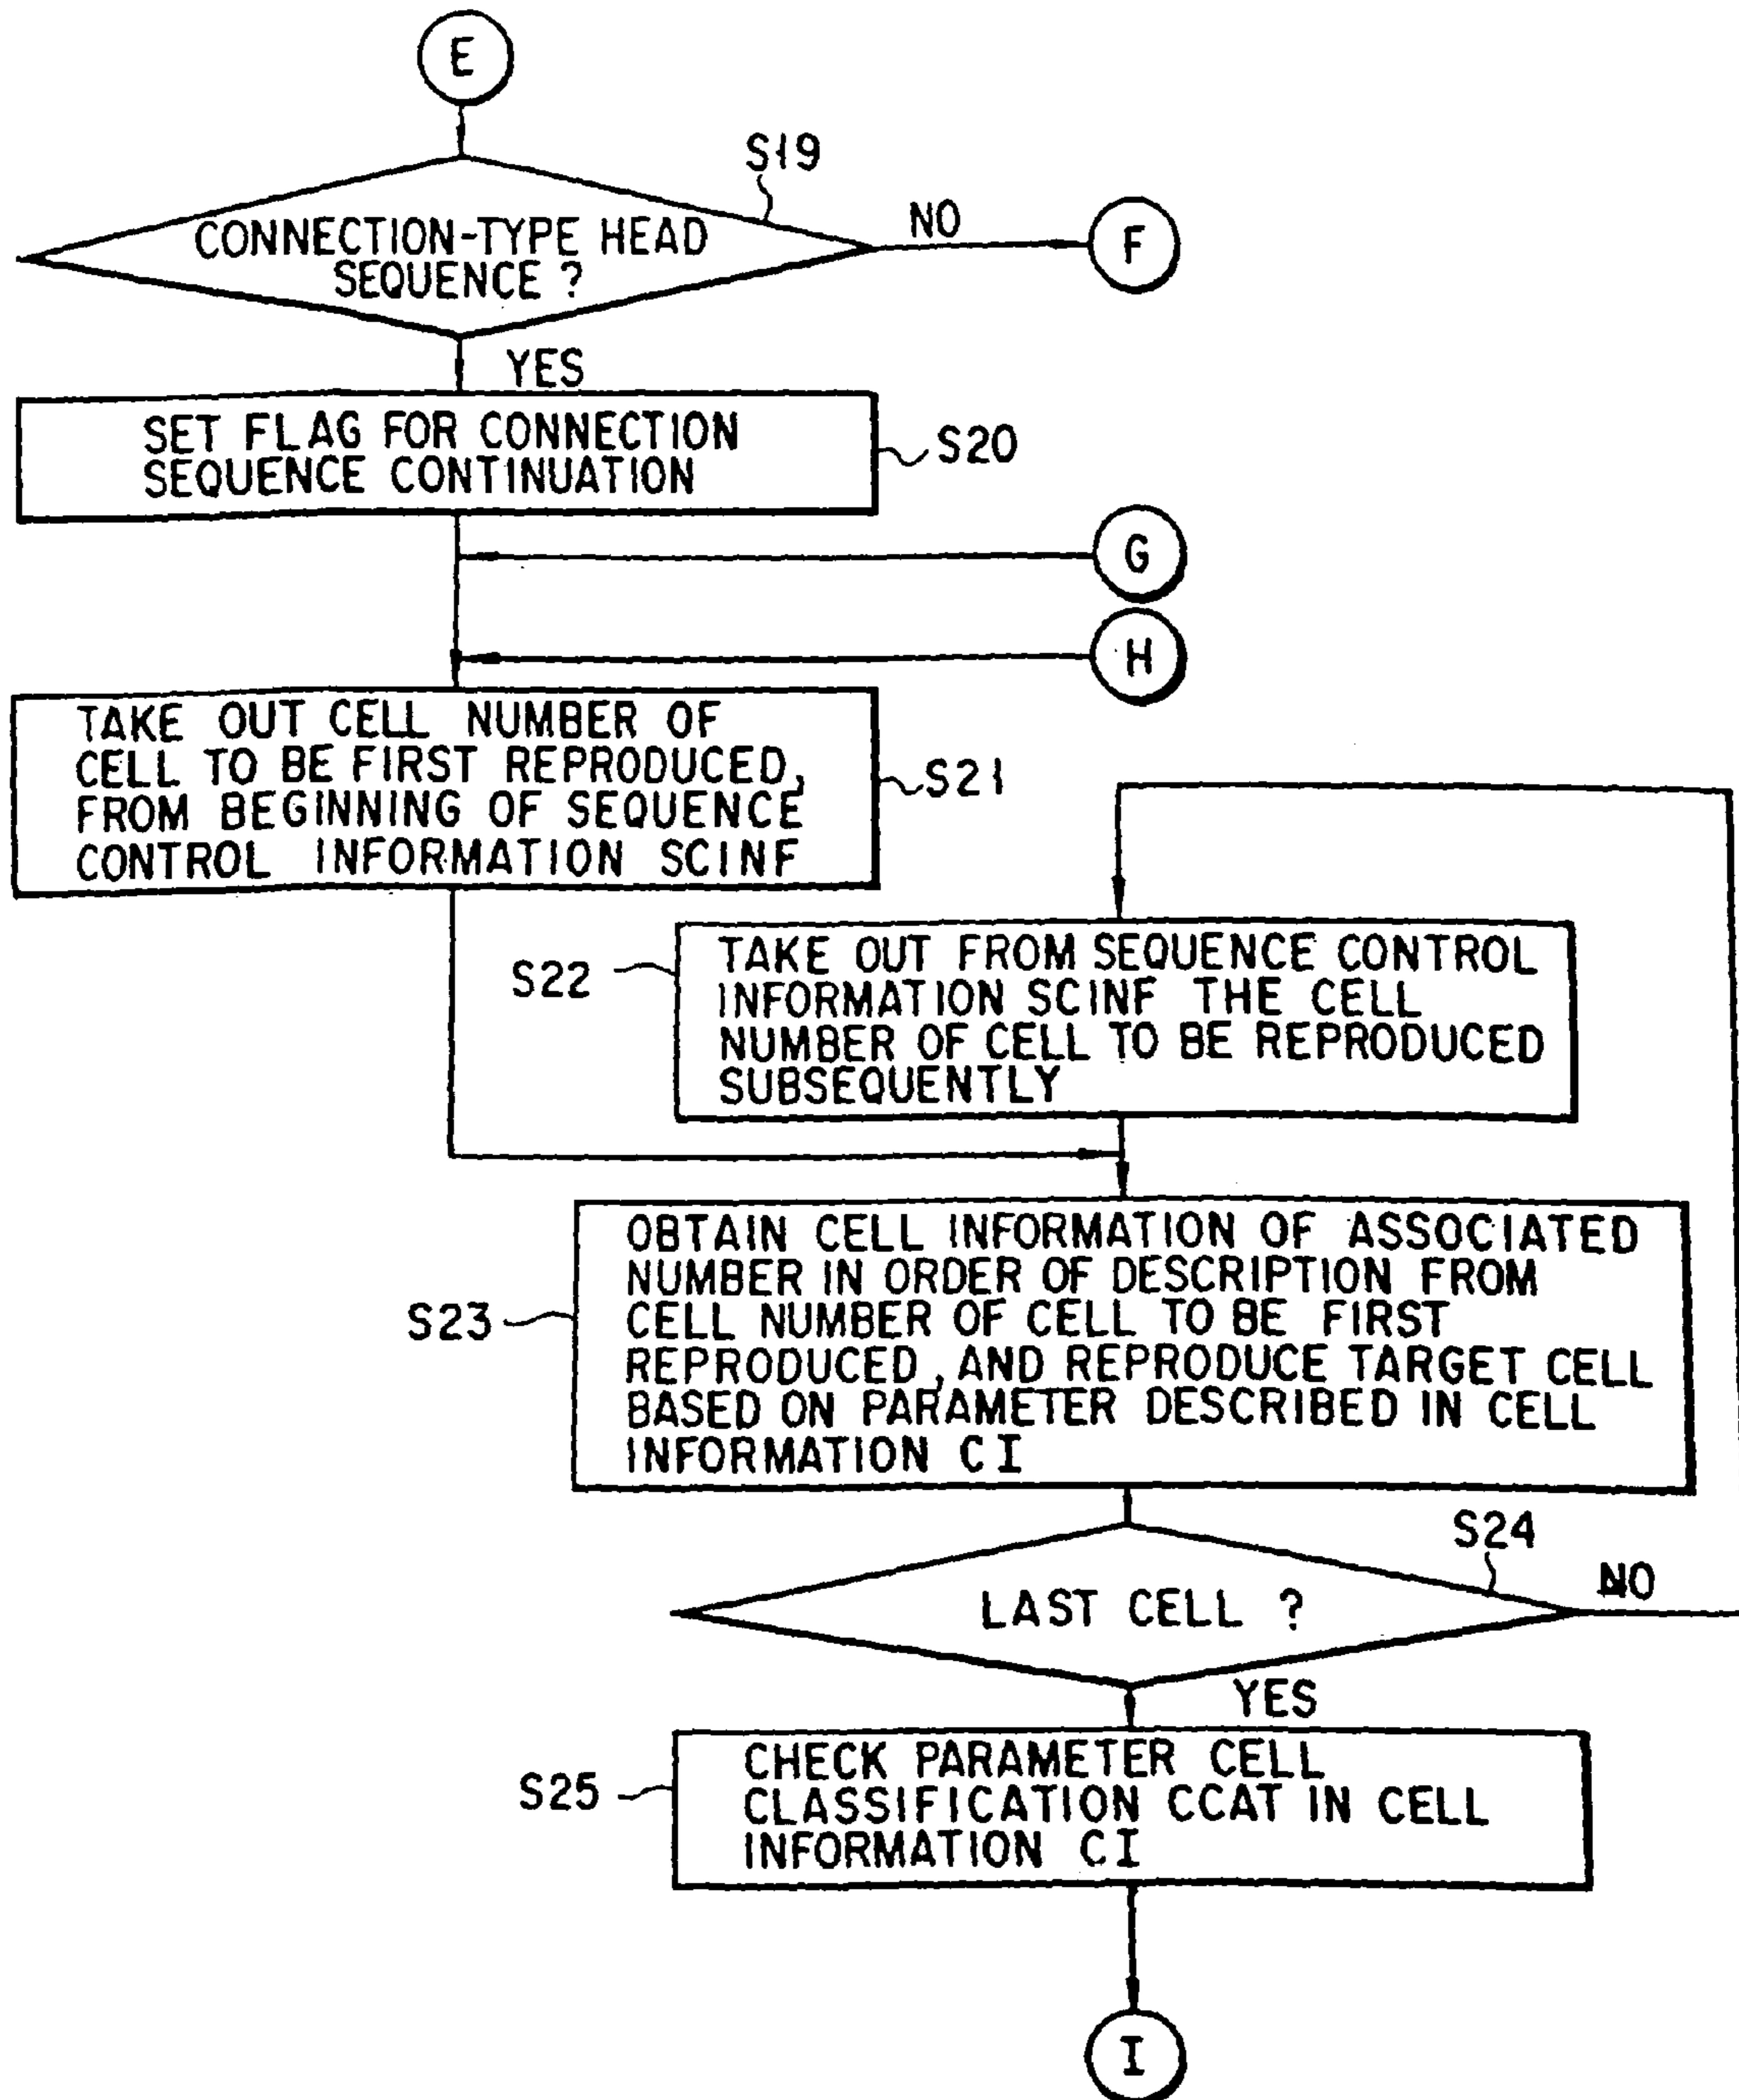 E
S19
CONNECTION-TYPE HEAD
SEQUENCE ?
NO
F
YES
SET FLAG FOR CONNECTION
SEQUENCE CONTINUATION
S20
G
H
TAKE OUT CELL NUMBER OF
CELL TO BE FIRST REPRODUCED,
FROM BEGINNING OF SEQUENCE
CONTROL INFORMATION SCINF
S21
S22
TAKE OUT FROM SEQUENCE CONTROL
INFORMATION SCINF THE CELL
NUMBER OF CELL TO BE REPRODUCED
SUBSEQUENTLY
S23
OBTAIN CELL INFORMATION OF ASSOCIATED
NUMBER IN ORDER OF DESCRIPTION FROM
CELL NUMBER OF CELL TO BE FIRST
REPRODUCED, AND REPRODUCE TARGET CELL
BASED ON PARAMETER DESCRIBED IN CELL
INFORMATION CI
S24
LAST CELL ?
NO
YES
S25
CHECK PARAMETER CELL
CLASSIFICATION CCAT IN CELL
INFORMATION CI
I